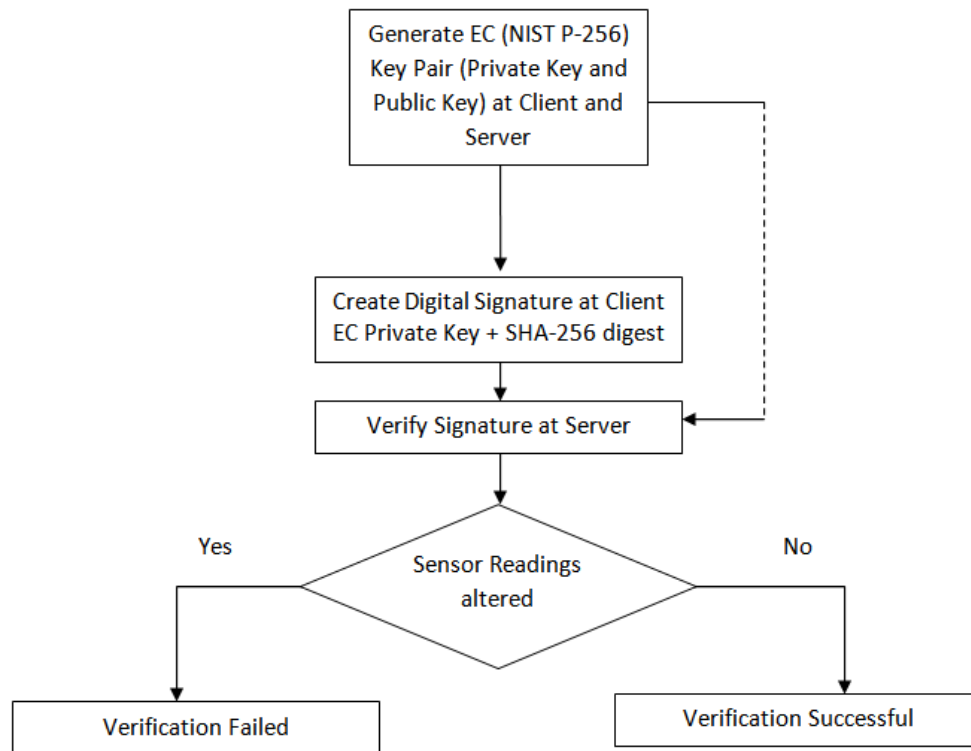 Generate EC (NIST P-256)
Key Pair (Private Key and
Public Key) at Client and
Server
Create Digital Signature at Client
EC Private Key + SHA-256 digest
Verify Signature at Server
Yes
No
Sensor Readings
altered
Verification Failed
Verification Successful